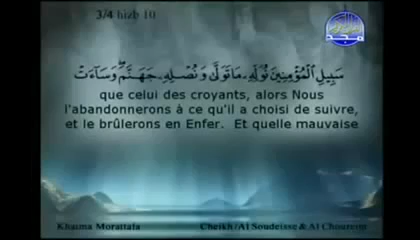 3/4 hizb 10
سَبِيلِ ٱلْمُؤْمِنِينَ نُوَلِّهِۦ مَا تَوَلَّىٰ وَنُصْلِهِۦ جَهَنَّمَ ۖ وَسَآءَتْ
que celui des croyants, alors Nous
l'abandonnerons à ce qu'il a choisi de suivre,
et le brûlerons en Enfer. Et quelle mauvaise
Khatma Morattala
Cheikh /Al Soudeisse & Al Choureim